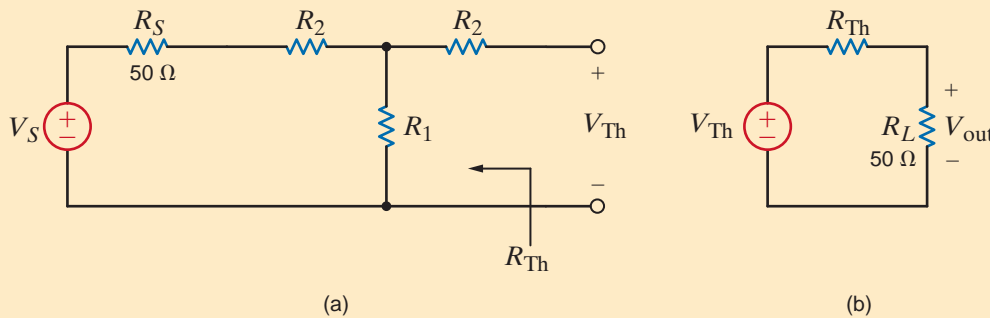 R_S
R_2
R_2
50 Ω
+
V_S
+
−
R_1
V_Th
−
R_Th
(a)
R_Th
V_Th
+
−
R_L
50 Ω
+
V_out
−
(b)